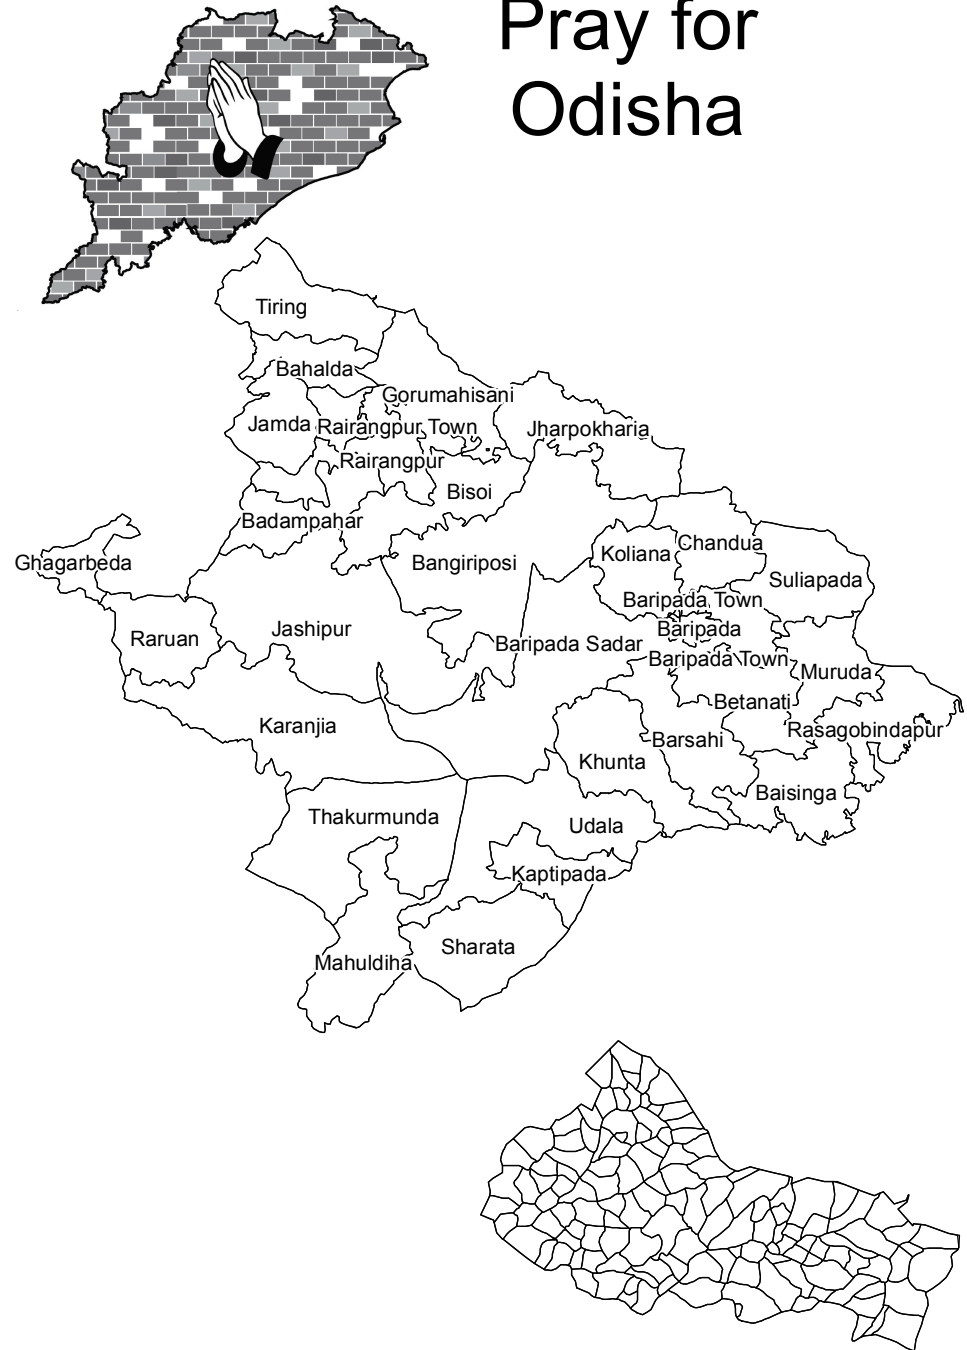 Pray for
Odisha
Tiring
Bahalda
Gorumahisani
Jamda
Rairangpur Town
Jharpokharia
Rairangpur
Bisoi
Badampahar
Ghagarbeda
Bangiriposi
Koliana
Chandua
Suliapada
Baripada Town
Raruan
Jashipur
Baripada Sadar
Baripada
Baripada Town
Muruda
Betanati
Karanjia
Barsahi
Rasagobindapur
Khunta
Baisinga
Thakurmunda
Udala
Kaptipada
Sharata
Mahuldiha